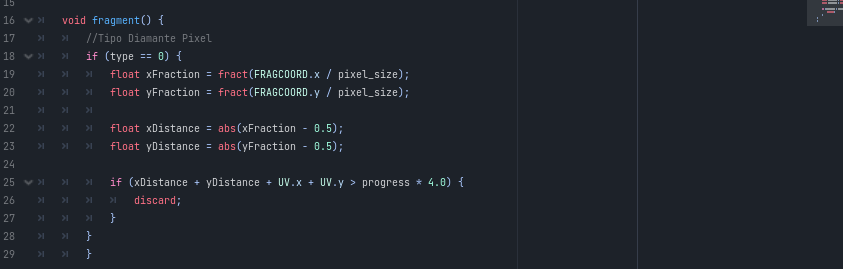 15
16 void fragment() {
17 //Tipo Diamante Pixel
18 if (type == 0) {
19 float xFraction = fract(FRAGCOORD.x / pixel_size);
20 float yFraction = fract(FRAGCOORD.y / pixel_size);
21
22 float xDistance = abs(xFraction - 0.5);
23 float yDistance = abs(yFraction - 0.5);
24
25 if (xDistance + yDistance + UV.x + UV.y > progress * 4.0) {
26 discard;
27 }
28 }
29 }